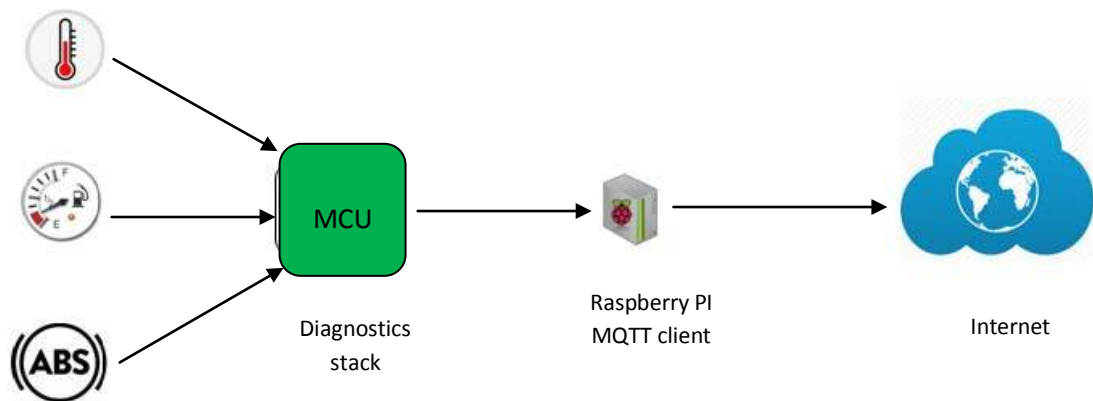 F
E
ABS
MCU
Diagnostics
stack
Raspberry PI
MQTT client
Internet